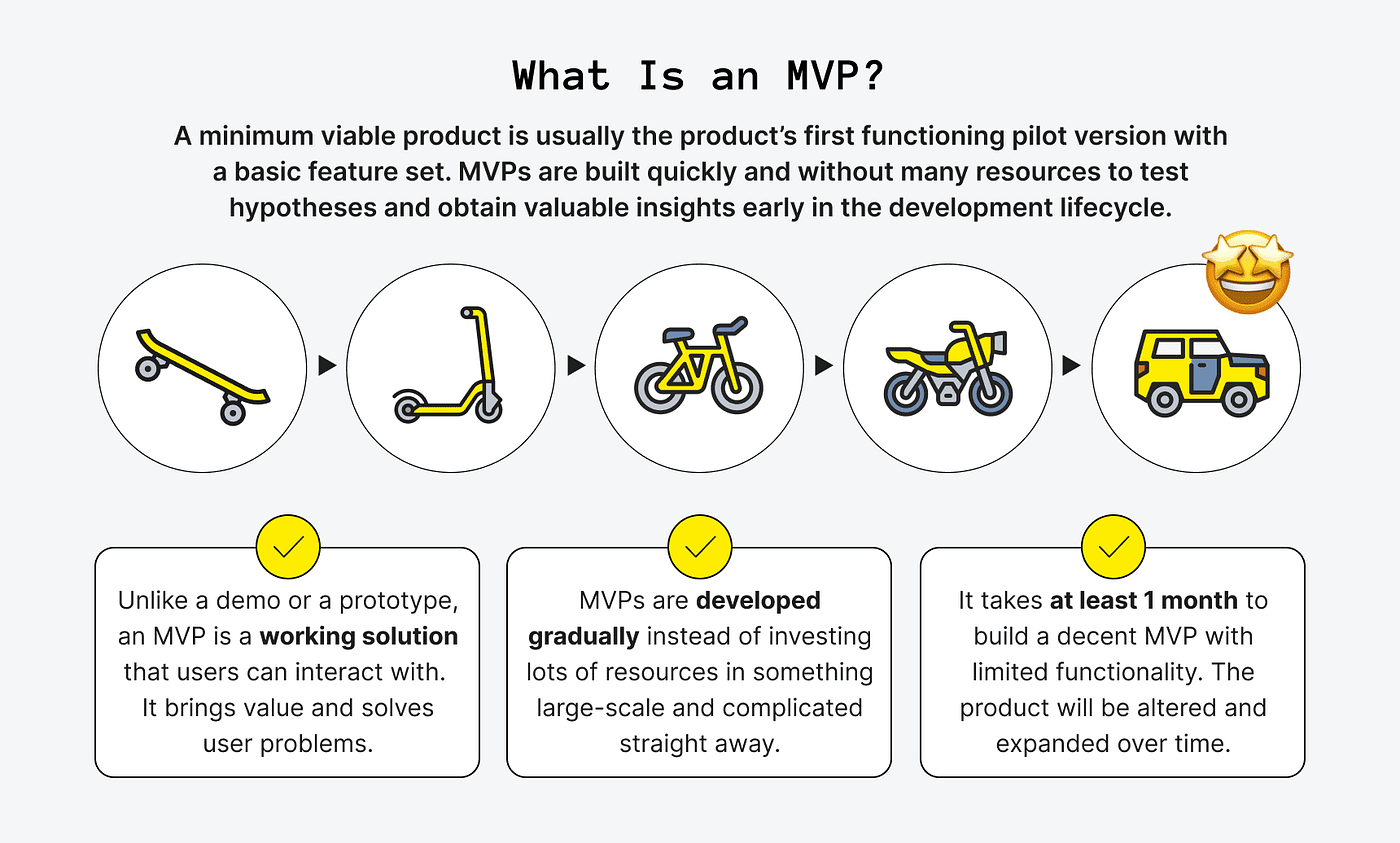 What Is an MVP?
A minimum viable product is usually the product’s first functioning pilot version with
a basic feature set. MVPs are built quickly and without many resources to test
hypotheses and obtain valuable insights early in the development lifecycle.
Unlike a demo or a prototype,
an MVP is a working solution
that users can interact with.
It brings value and solves
user problems.
MVPs are developed
gradually instead of investing
lots of resources in something
large-scale and complicated
straight away.
It takes at least 1 month to
build a decent MVP with
limited functionality. The
product will be altered and
expanded over time.